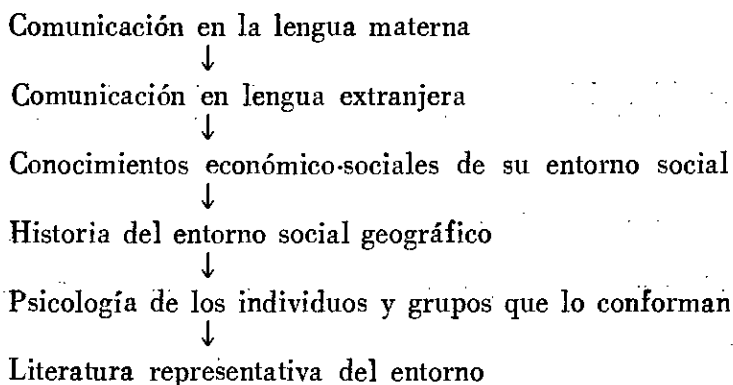 Comunicación en la lengua materna
↓
Comunicación en lengua extranjera
↓
Conocimientos económico-sociales de su entorno social
↓
Historia del entorno social geográfico
↓
Psicología de los individuos y grupos que lo conforman
↓
Literatura representativa del entorno